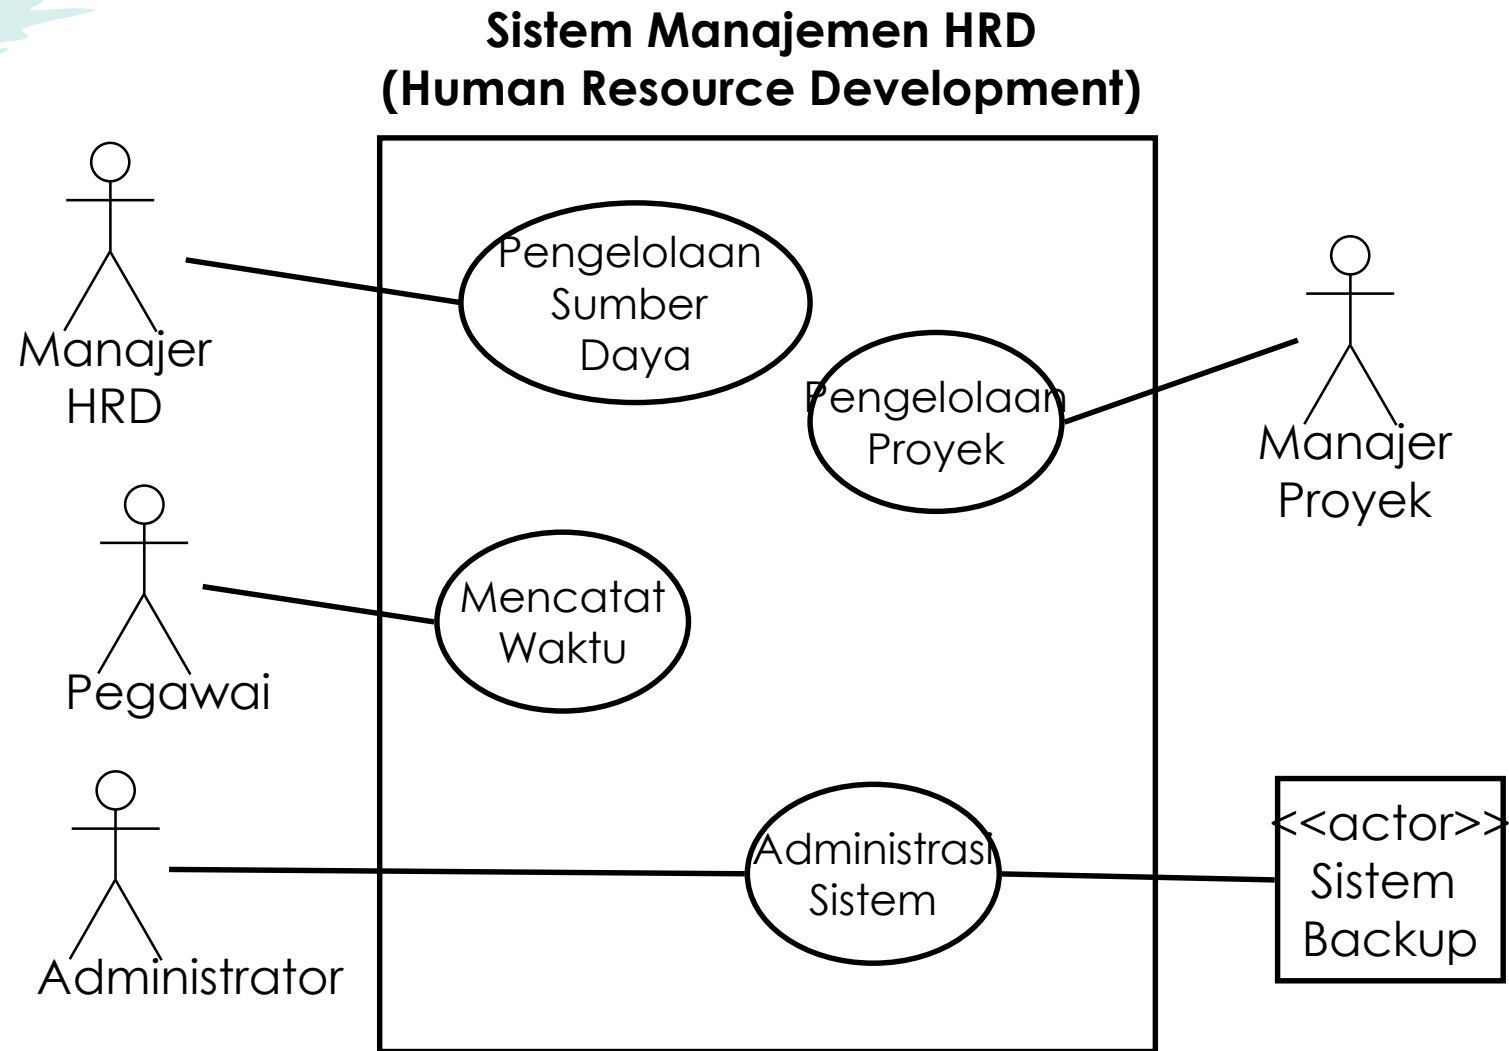 Sistem Manajemen HRD
(Human Resource Development)
Manajer
HRD
Pengelolaan
Sumber
Daya
Pengelolaan
Proyek
Manajer
Proyek
Pegawai
Mencatat
Waktu
Administrator
Administrasi
Sistem
<<actor>>
Sistem
Backup